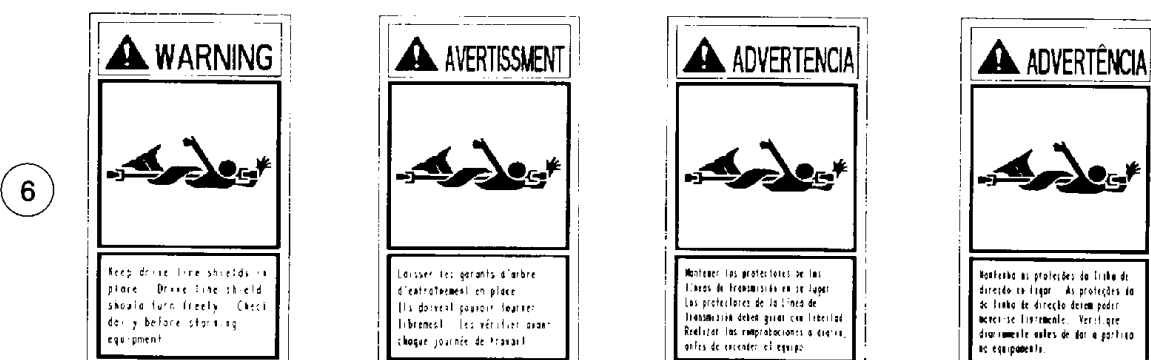 6
WARNING
Keep drive line shields in
place. Drive line shield
should turn freely. Check
daily before starting
equipment
AVERTISSMENT
Laisser les garants d'arbre
d'entraînement en place
Ils doivent pouvoir tourner
librement. Les vérifier avant
chaque journée de travail
ADVERTENCIA
Mantener los protectores de las
líneas de transmisión en su lugar
Los protectores de la línea de
transmisión deben girar con libertad
Realizar las comprobaciones a diario,
antes de encender el equipo
ADVERTÊNCIA
Mantenha as proteções da linha de
direção no lugar. As proteções da
da linha de direção devem poder
mover-se livremente. Verifique
diariamente antes de dar a partida
no equipamento.